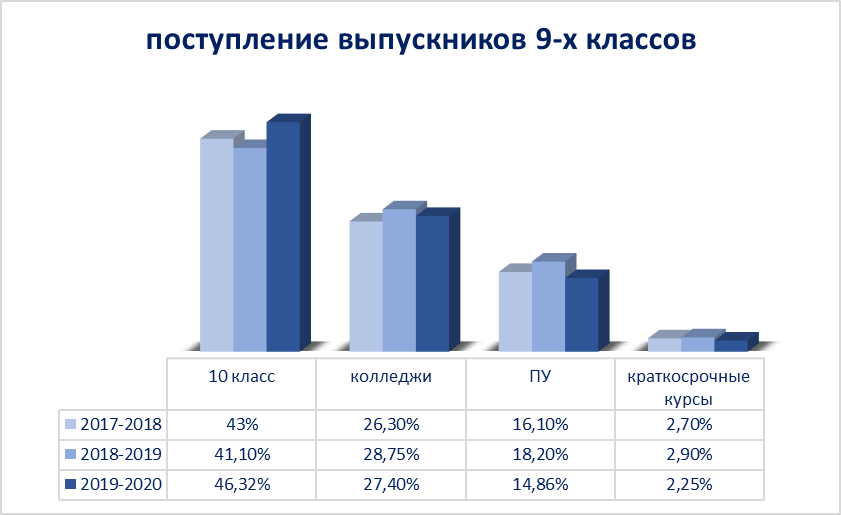 поступление выпускников 9-х классов
10 класс колледжи ПУ краткосрочные
курсы
2017-2018 43% 26,30% 16,10% 2,70%
2018-2019 41,10% 28,75% 18,20% 2,90%
2019-2020 46,32% 27,40% 14,86% 2,25%